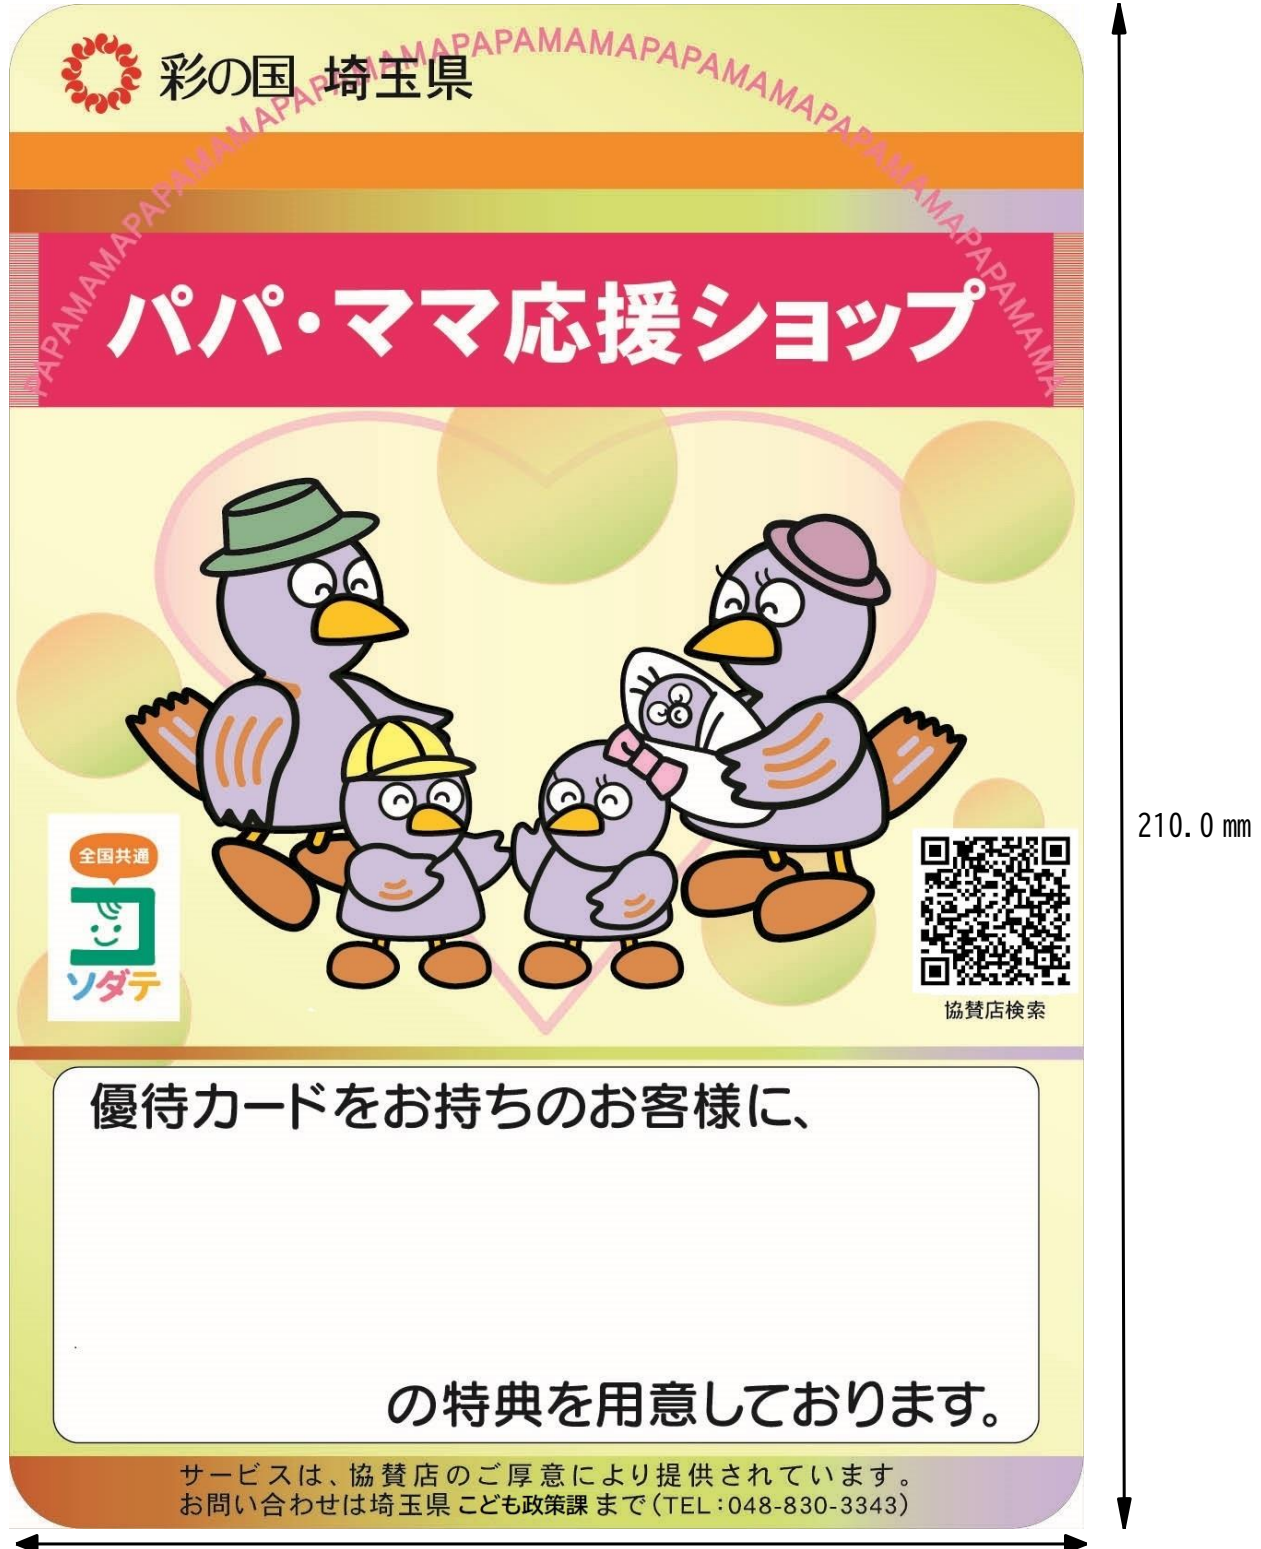 彩の国 埼玉県
PAPAMAMAPAPAMAMAPAPAMAMAPAPAMAMAPAPAMAMAPAPAMAMAPAPAMAMA
パパ・ママ応援ショップ
全国共通
コ
ソダテ
協賛店検索
210.0㎜
優待カードをお持ちのお客様に、
の特典を用意しております。
サービスは、協賛店のご厚意により提供されています。
お問い合わせは埼玉県 こども政策課 まで（TEL：048-830-3343）